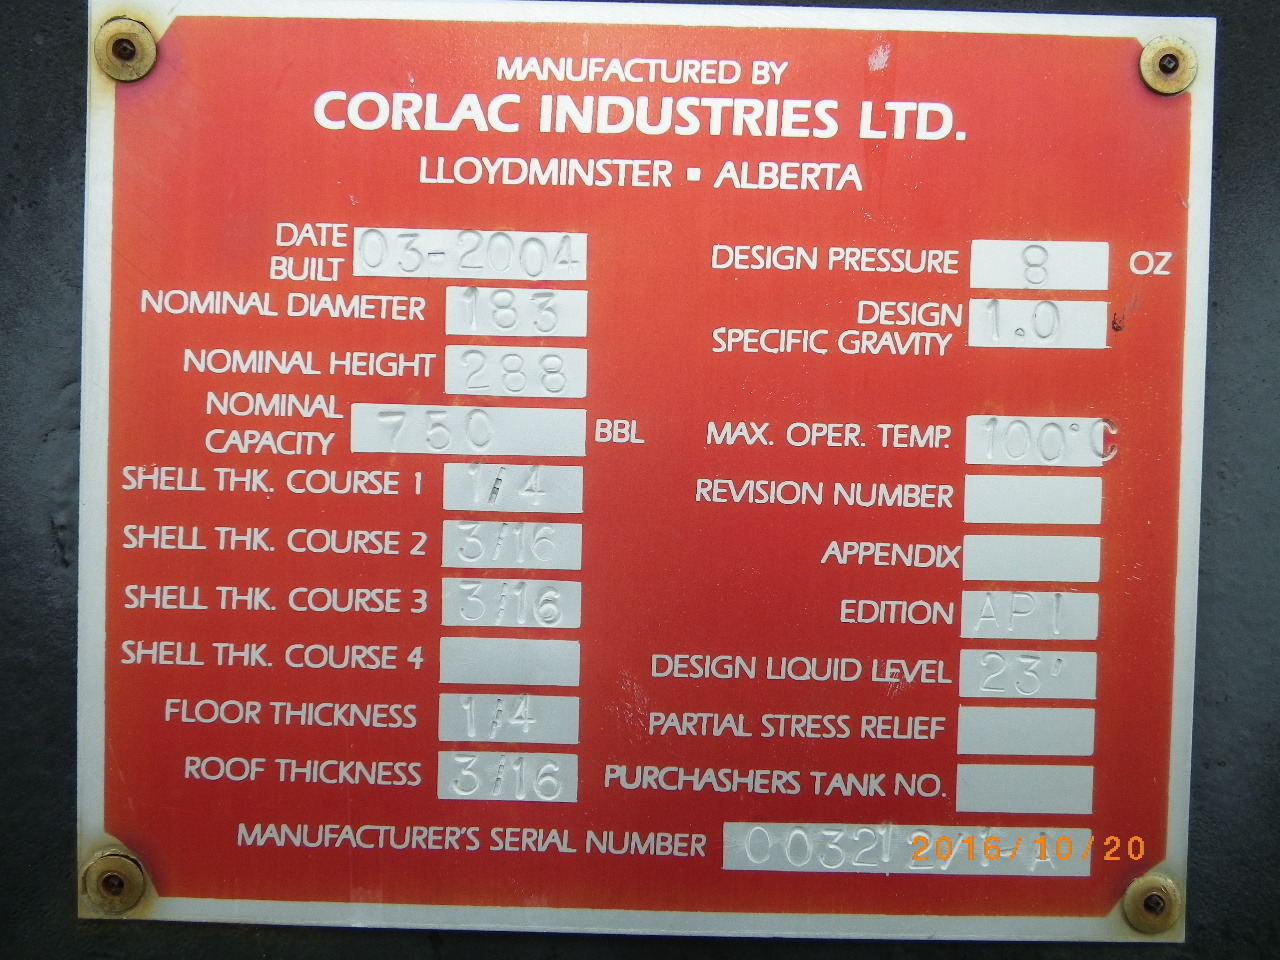 MANUFACTURED BY
CORLAC INDUSTRIES LTD.
LLOYDMINSTER ▪ ALBERTA
DATE BUILT 03-2004
NOMINAL DIAMETER 183
NOMINAL HEIGHT 288
NOMINAL CAPACITY 750 BBL
SHELL THK. COURSE 1 1/4
SHELL THK. COURSE 2 3/16
SHELL THK. COURSE 3 3/16
SHELL THK. COURSE 4
FLOOR THICKNESS 1/4
ROOF THICKNESS 3/16
DESIGN PRESSURE 8 OZ
DESIGN SPECIFIC GRAVITY 1.0
MAX. OPER. TEMP. 100°C
REVISION NUMBER
APPENDIX
EDITION API
DESIGN LIQUID LEVEL 23'
PARTIAL STRESS RELIEF
PURCHASHERS TANK NO.
MANUFACTURER'S SERIAL NUMBER
2016/10/20